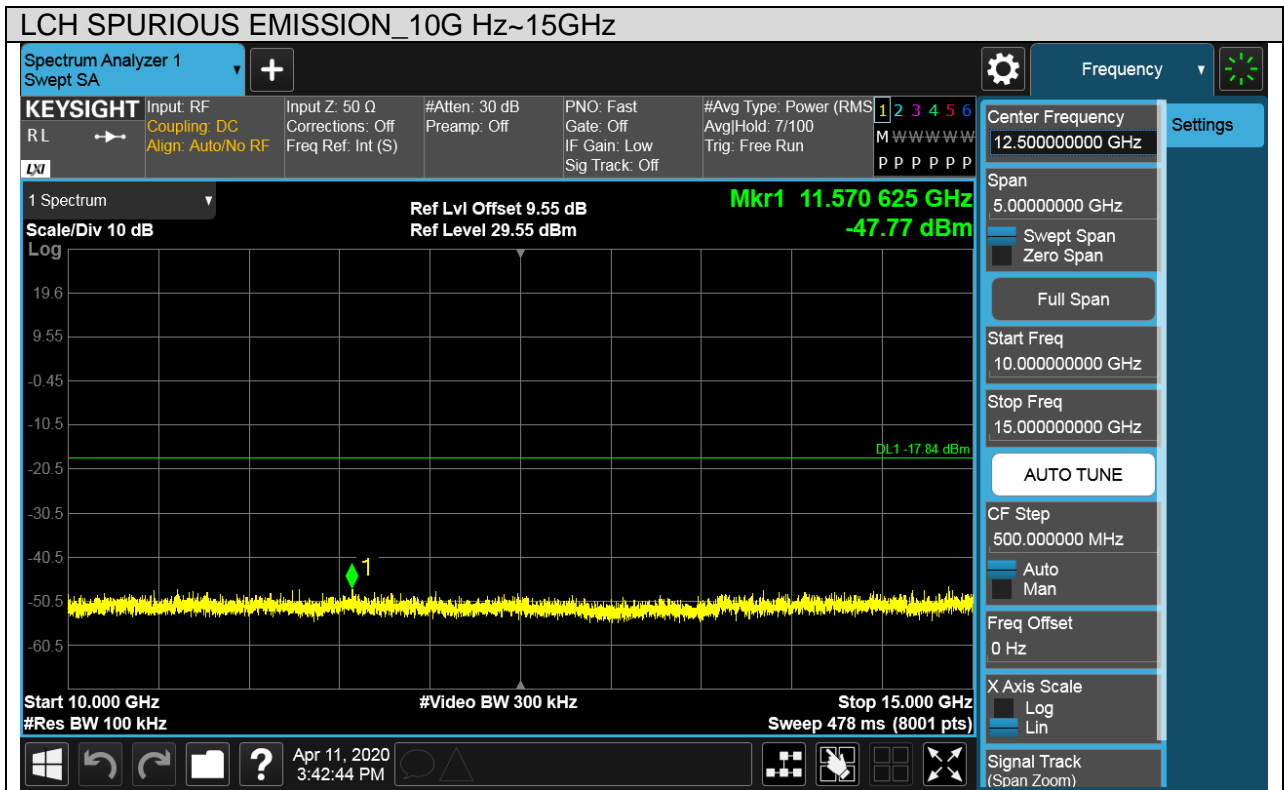 LCH SPURIOUS EMISSION_10G Hz~15GHz
Spectrum Analyzer 1
Swept SA
+
Frequency
KEYSIGHT
RL
LXI
Input: RF
Coupling: DC
Align: Auto/No RF
Input Z: 50 Ω
Corrections: Off
Freq Ref: Int (S)
#Atten: 30 dB
Preamp: Off
PNO: Fast
Gate: Off
IF Gain: Low
Sig Track: Off
#Avg Type: Power (RMS
Avg|Hold: 7/100
Trig: Free Run
1 2 3 4 5 6
M W W W W W
P P P P P P
1 Spectrum
Scale/Div 10 dB
Ref Lvl Offset 9.55 dB
Ref Level 29.55 dBm
Mkr1 11.570 625 GHz
-47.77 dBm
Log
19.6
9.55
-0.45
-10.5
DL1 -17.84 dBm
-20.5
-30.5
-40.5
1
-50.5
-60.5
Start 10.000 GHz
#Res BW 100 kHz
#Video BW 300 kHz
Stop 15.000 GHz
Sweep 478 ms (8001 pts)
?
Apr 11, 2020
3:42:44 PM
Center Frequency
12.500000000 GHz
Settings
Span
5.00000000 GHz
Swept Span
Zero Span
Full Span
Start Freq
10.000000000 GHz
Stop Freq
15.000000000 GHz
AUTO TUNE
CF Step
500.000000 MHz
Auto
Man
Freq Offset
0 Hz
X Axis Scale
Log
Lin
Signal Track
(Span Zoom)